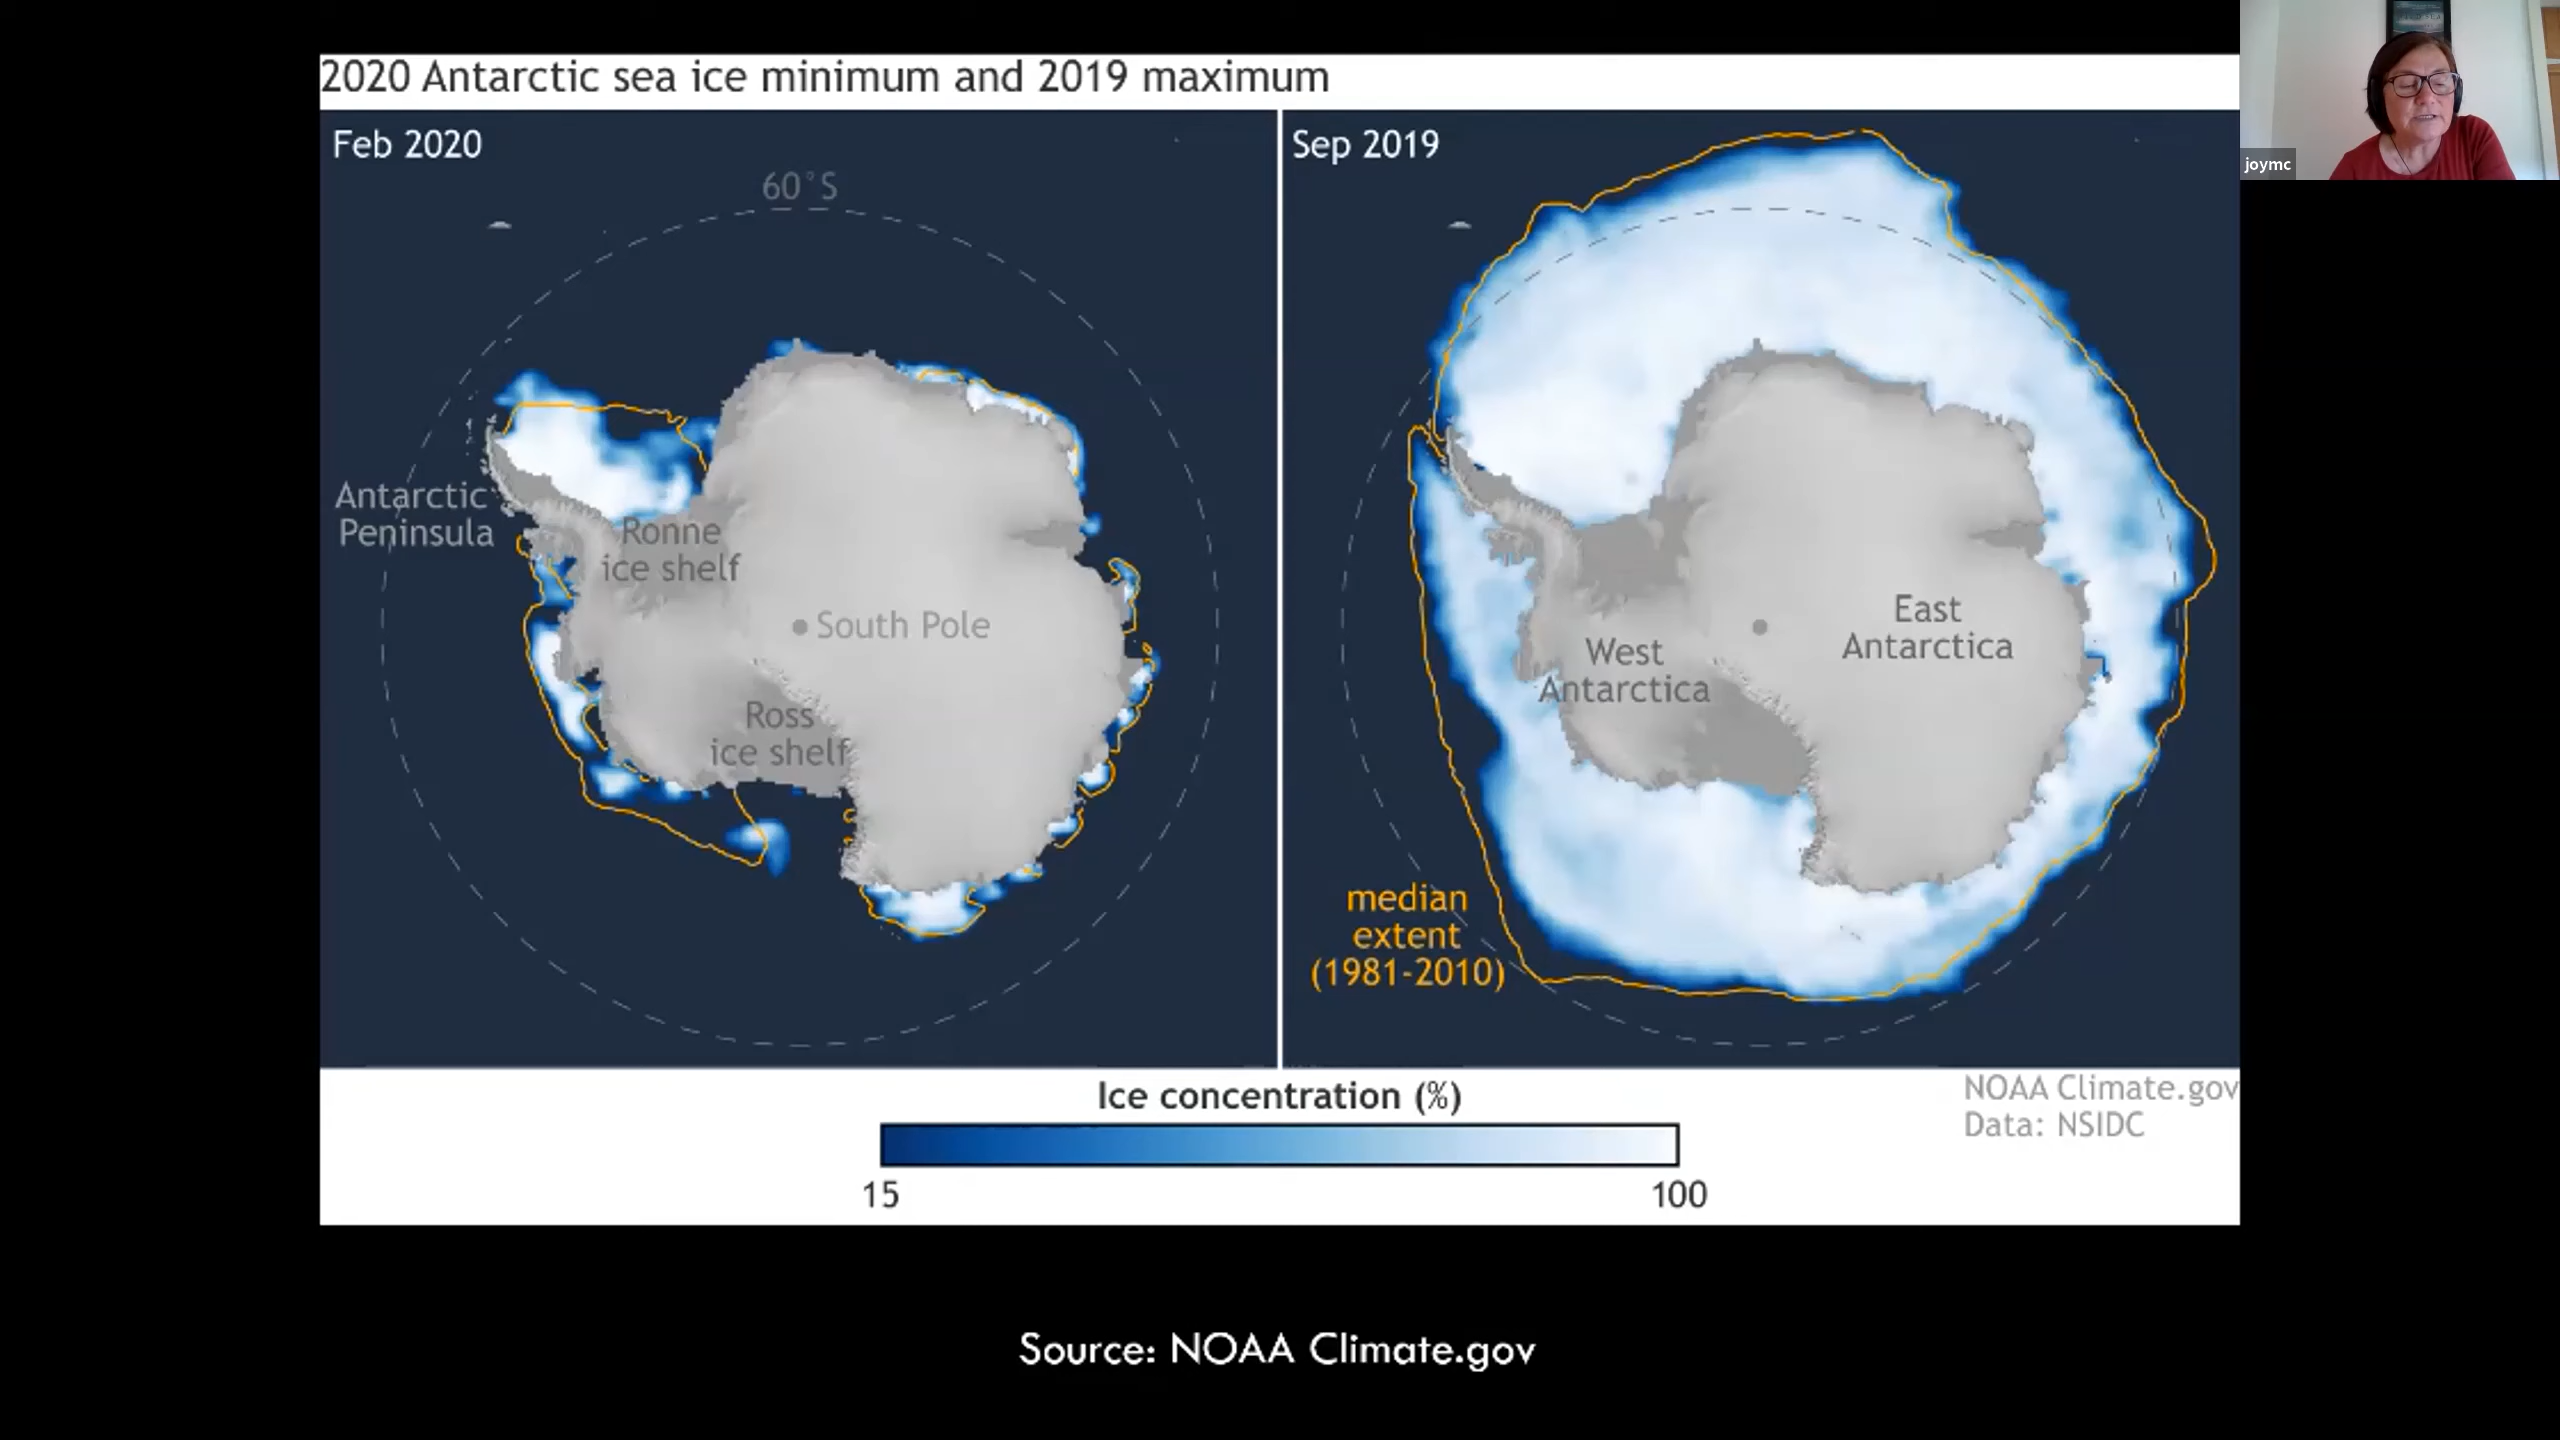 2020 Antarctic sea ice minimum and 2019 maximum
Feb 2020
60°S
Antarctic
Peninsula
Ronne
ice shelf
South Pole
Ross
ice shelf
Sep 2019
East
Antarctica
West
Antarctica
median
extent
(1981-2010)
Ice concentration (%)
15
100
NOAA Climate.gov
Data: NSIDC
Source: NOAA Climate.gov
joymc